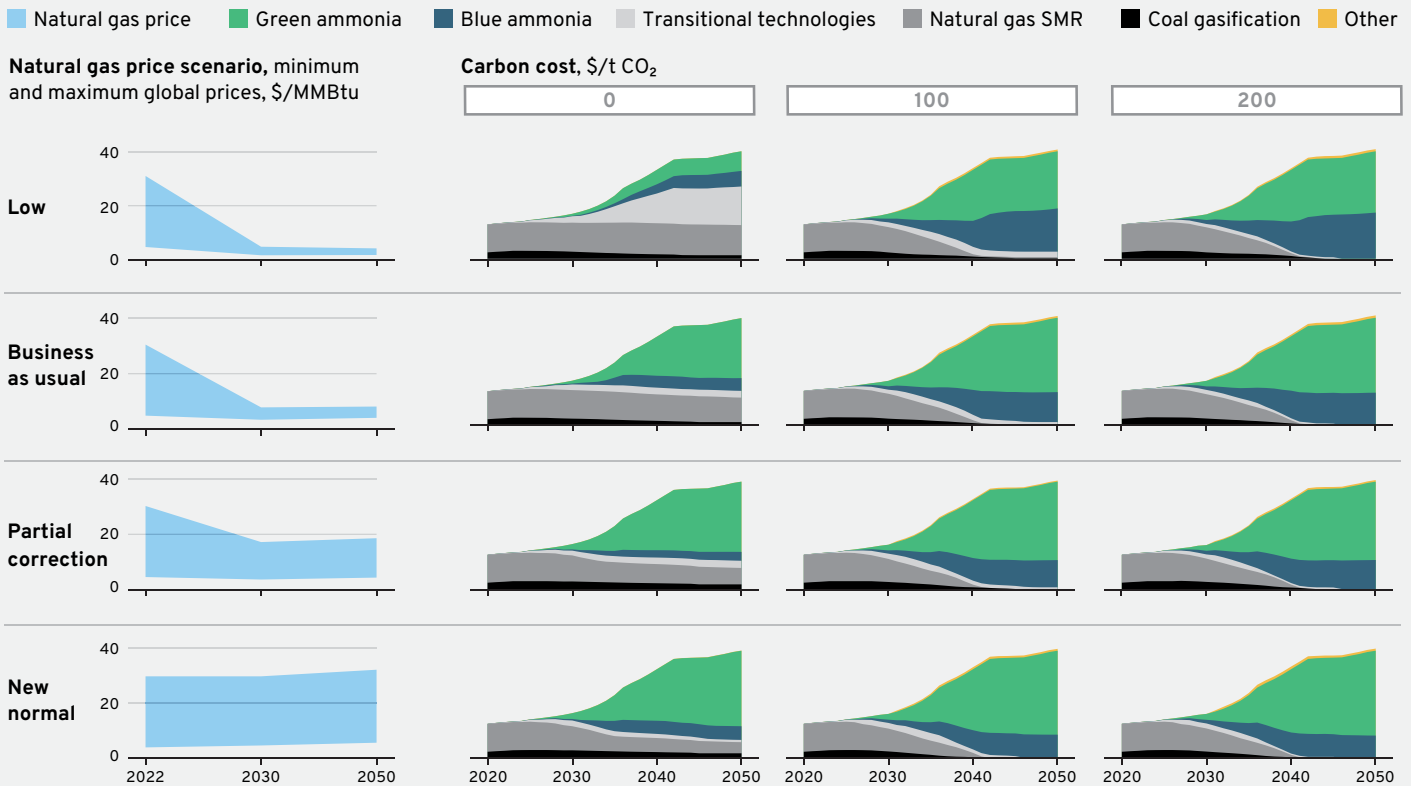 Natural gas price
Green ammonia
Blue ammonia
Transitional technologies
Natural gas SMR
Coal gasification
Other
Natural gas price scenario, minimum
and maximum global prices, $/MMBtu
Carbon cost, $/t CO₂
0
100
200
Low
40
20
0
Business
as usual
40
20
0
Partial
correction
40
20
0
New
normal
40
20
0
2022
2030
2050
2020
2030
2040
2050
2020
2030
2040
2050
2020
2030
2040
2050